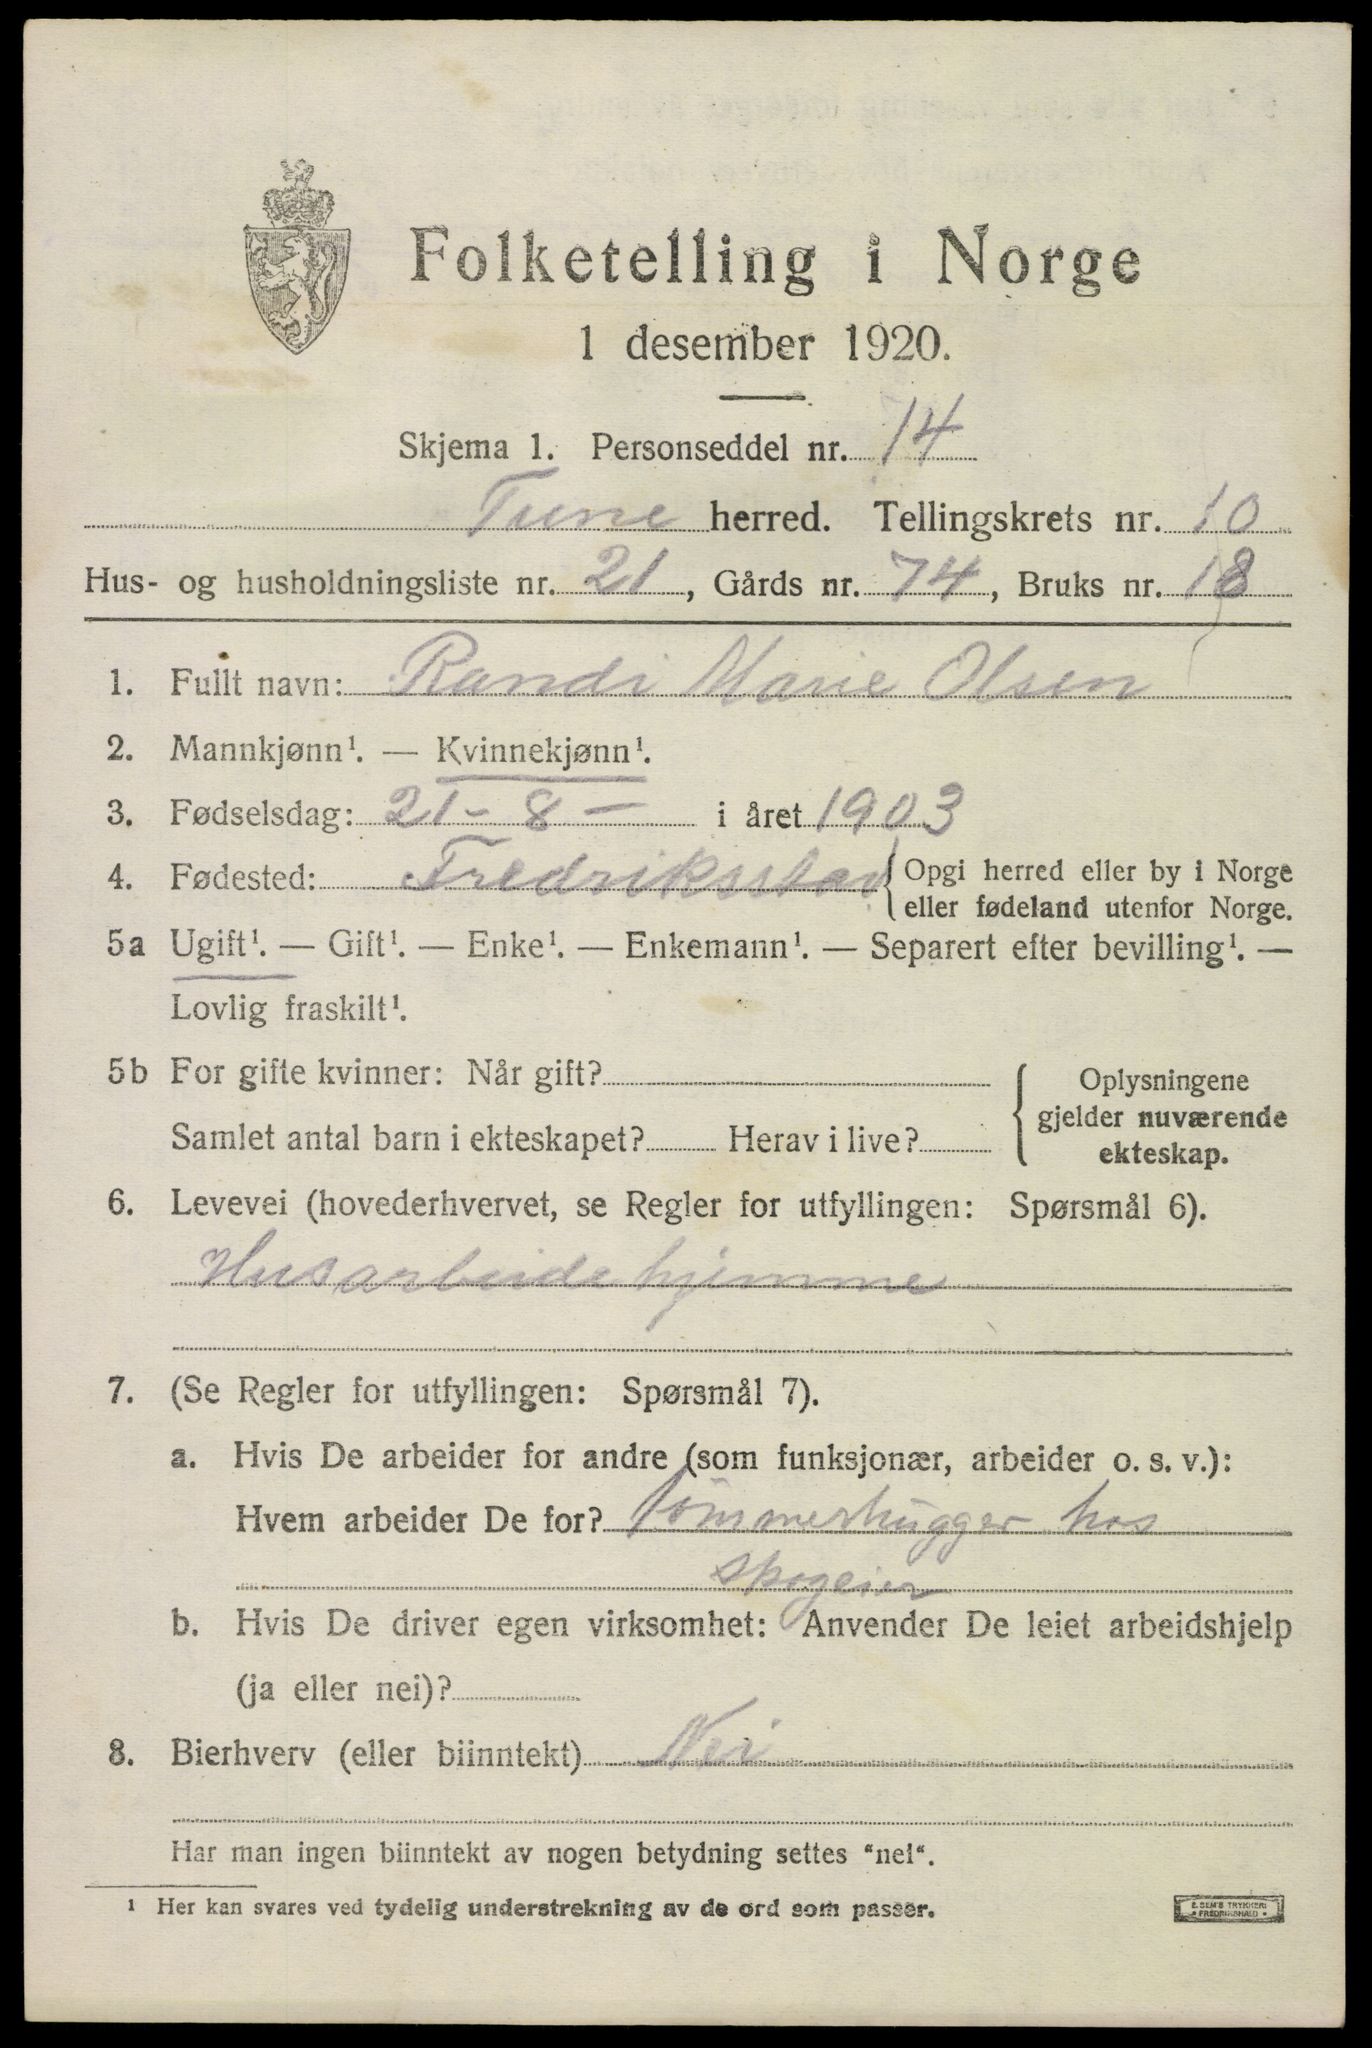 Folketelling i Norge
1 desember 1920.
Skjema 1. Personseddel nr. 14
Tune herred. Tellingskrets nr. 10
Hus- og husholdningsliste nr. 21, Gårds nr. 74, Bruks nr. 18
1. Fullt navn: Randi Marie Olsen
2. Mannkjønn¹. — Kvinnekjønn¹.
3. Fødselsdag: 21-8- i året 1903
4. Fødested: Fredriksstad { Opgi herred eller by i Norge
eller fødeland utenfor Norge.
5a Ugift¹. — Gift¹. — Enke¹. — Enkemann¹. — Separert efter bevilling¹. —
Lovlig fraskilt¹.
5b For gifte kvinner: Når gift?
Samlet antal barn i ekteskapet? Herav i live?
{ Oplysningene
gjelder nuværende
ekteskap.
6. Levevei (hovederhvervet, se Regler for utfyllingen: Spørsmål 6).
Husarbeide hjemme
7. (Se Regler for utfyllingen: Spørsmål 7).
a. Hvis De arbeider for andre (som funksjonær, arbeider o. s. v.):
Hvem arbeider De for? Tømmerhugger hos
skogeier
b. Hvis De driver egen virksomhet: Anvender De leiet arbeidshjelp
(ja eller nei)?
8. Bierhverv (eller biinntekt) Nei
Har man ingen biinntekt av nogen betydning settes "nei".
¹ Her kan svares ved tydelig understrekning av de ord som passer.
E. SEM'S TRYKKERI
• FREDRIKSHALD •